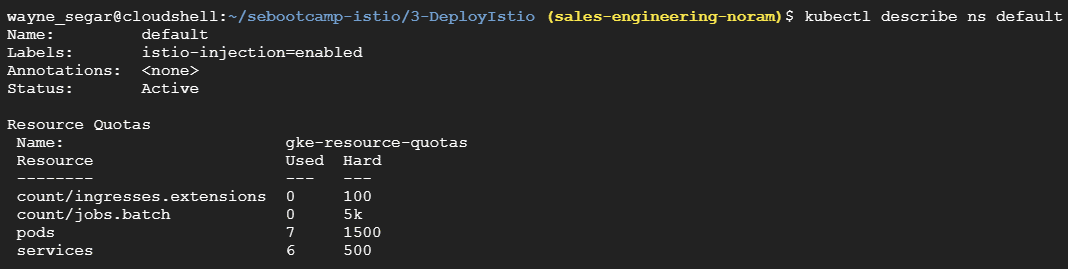 wayne_segar@cloudshell:~/sebootcamp-istio/3-DeployIstio (sales-engineering-noram)$ kubectl describe ns default
Name:         default
Labels:       istio-injection=enabled
Annotations:  <none>
Status:       Active

Resource Quotas
 Name:                       gke-resource-quotas
 Resource                    Used  Hard
 --------                    ---   ---
 count/ingresses.extensions  0     100
 count/jobs.batch            0     5k
 pods                        7     1500
 services                    6     500